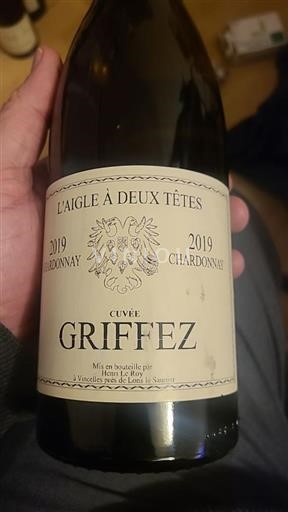 L'AIGLE À DEUX TÊTES
2019 2019
CHARDONNAY CHARDONNAY
CUVÉE
GRIFFEZ
Mis en bouteille par
Henri Le Roy
à Vincelles près de Lons le Saunier